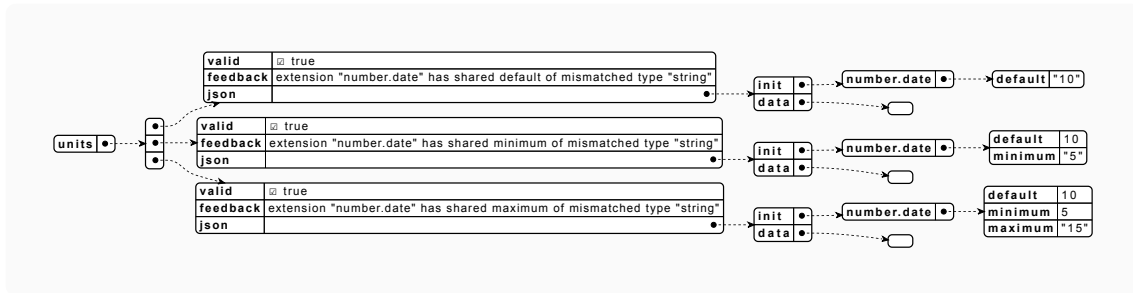 units
valid ☑ true
feedback extension "number.date" has shared default of mismatched type "string"
json
init
data
number.date
default "10"
valid ☑ true
feedback extension "number.date" has shared minimum of mismatched type "string"
json
init
data
number.date
default 10
minimum "5"
valid ☑ true
feedback extension "number.date" has shared maximum of mismatched type "string"
json
init
data
number.date
default 10
minimum 5
maximum "15"